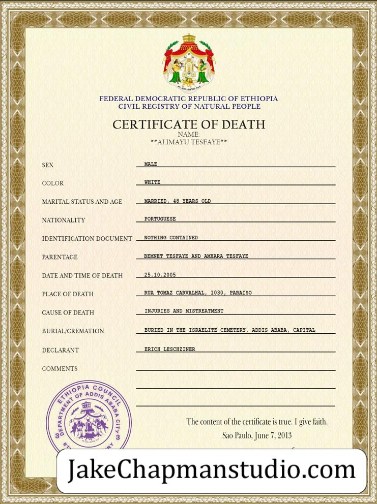 FEDERAL DEMOCRATIC REPUBLIC OF ETHIOPIA
CIVIL REGISTRY OF NATURAL PEOPLE
CERTIFICATE OF DEATH
NAME
**ALIMAYU TESFAYE**
SEX MALE
COLOR WHITE
MARITAL STATUS AND AGE MARRIED, 48 YEARS OLD
NATIONALITY PORTUGUESE
IDENTIFICATION DOCUMENT NOTHING CONTAINED
PARENTAGE BENNET TESFAYE AND AMHARA TESFAYE
DATE AND TIME OF DEATH 25.10.2005
PLACE OF DEATH RUA TOMAZ CARVALHAL, 1030, PARAISO
CAUSE OF DEATH INJURIES AND MISTREATMENT
BURIAL/CREMATION BURIED IN THE ISRAELITE CEMETERY, ADDIS ABABA, CAPITAL
DECLARANT ERICH LESCHZINER
COMMENTS
ETHIOPIA COUNCIL
DEPARTMENT OF ADDIS ABABA CITY
The content of the certificate is true. I give faith.
Sao Paulo, June 7, 2013
JakeChapmanstudio.com